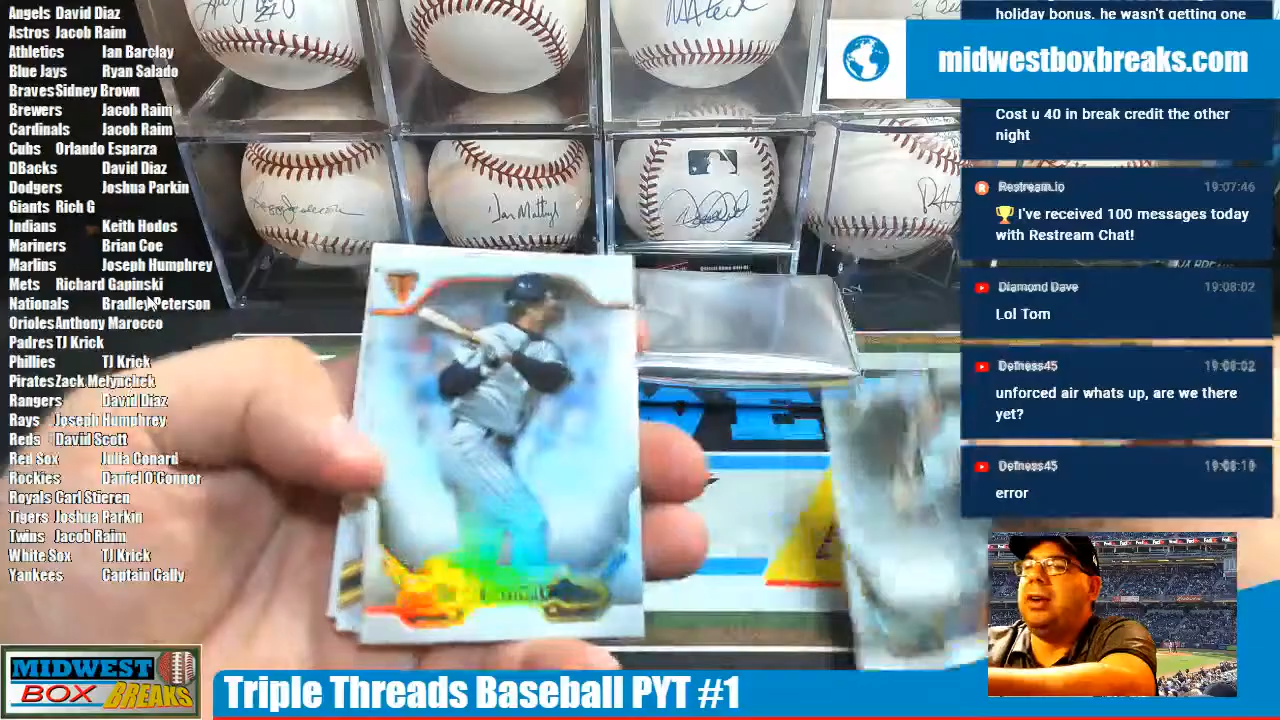 Angels David Diaz
Astros Jacob Raim
Athletics Ian Barclay
Blue Jays Ryan Salado
Braves Sidney Brown
Brewers Jacob Raim
Cardinals Jacob Raim
Cubs Orlando Esparza
DBacks David Diaz
Dodgers Joshua Parkin
Giants Rich G
Indians Keith Hodos
Mariners Brian Coe
Marlins Joseph Humphrey
Mets Richard Gapinski
Nationals Bradley Peterson
Orioles Anthony Marocco
Padres TJ Krick
Phillies TJ Krick
Pirates Zack Melynchek
Rangers David Diaz
Rays Joseph Humphrey
Reds Daviid Scott
Red Sox Julia Conard
Rockies Daniel O'Connor
Royals Carl Stieren
Tigers Joshua Parkin
Twins Jacob Raim
White Sox TJ Krick
Yankees Captain Cally
holiday bonus. he wasn't getting one
midwestboxbreaks.com
Cost u 40 in break credit the other
night
Restream.io 19:07:46
🏆 I've received 100 messages today
with Restream Chat!
Diamond Dave 19:08:02
Lol Tom
Defness45 19:08:02
unforced air whats up, are we there
yet?
Defness45 19:08:18
error
MIDWEST
BOX BREAKS
Triple Threads Baseball PYT #1